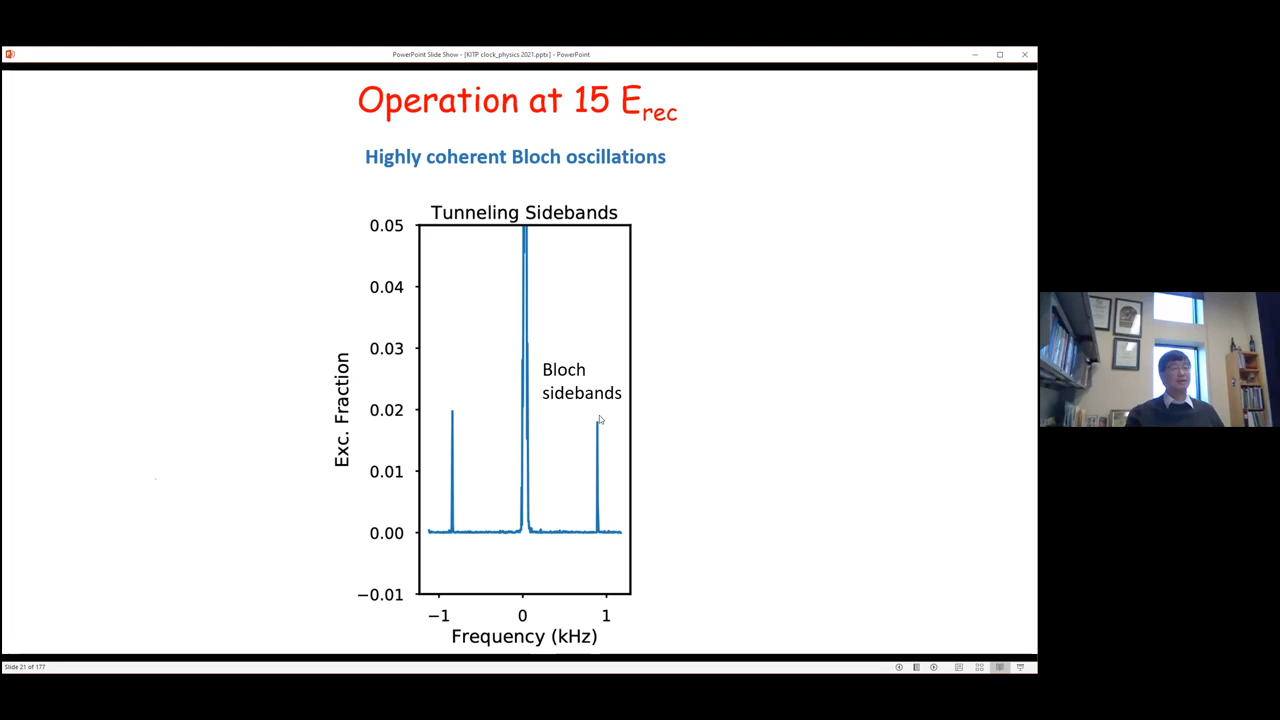 PowerPoint Slide Show - [KITP clock_physics 2021.pptx] - PowerPoint
Operation at 15 Erec
Highly coherent Bloch oscillations
Tunneling Sidebands
0.05
0.04
0.03
0.02
0.01
0.00
−0.01
Exc. Fraction
Bloch
sidebands
−1 0 1
Frequency (kHz)
Slide 21 of 177